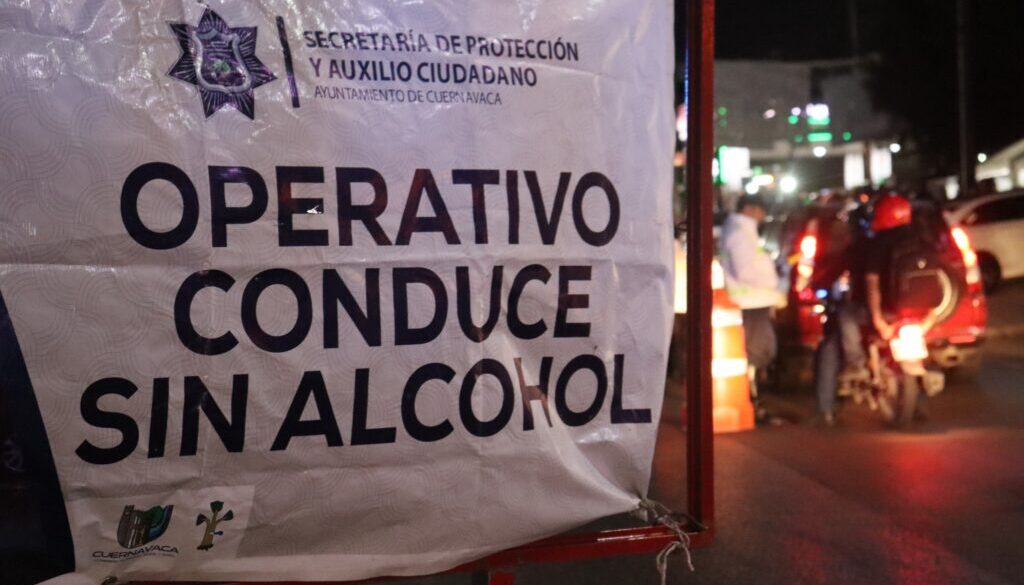 SECRETARÍA DE PROTECCIÓN
Y AUXILIO CIUDADANO
AYUNTAMIENTO DE CUERNAVACA
OPERATIVO
CONDUCE
SIN ALCOHOL
CUERNAVACA